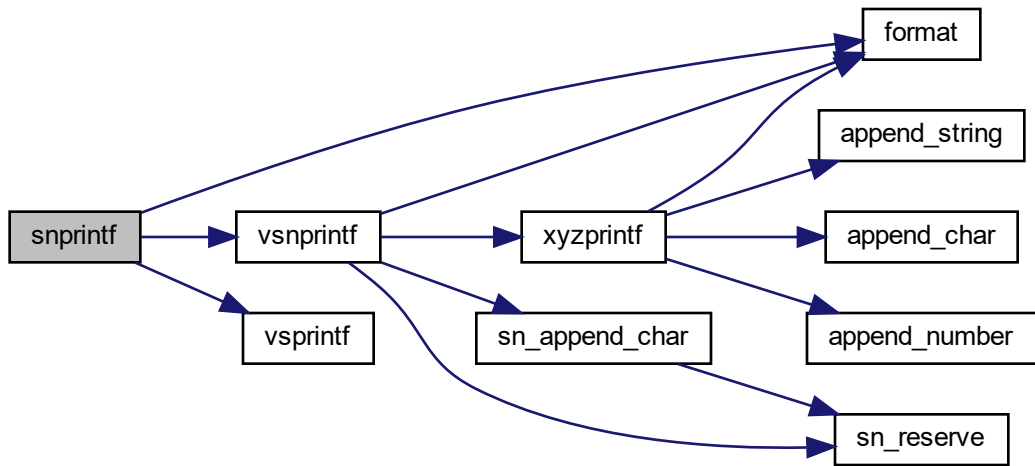 format
append_string
snprintf
vsnprintf
xyzprintf
append_char
vsprintf
sn_append_char
append_number
sn_reserve